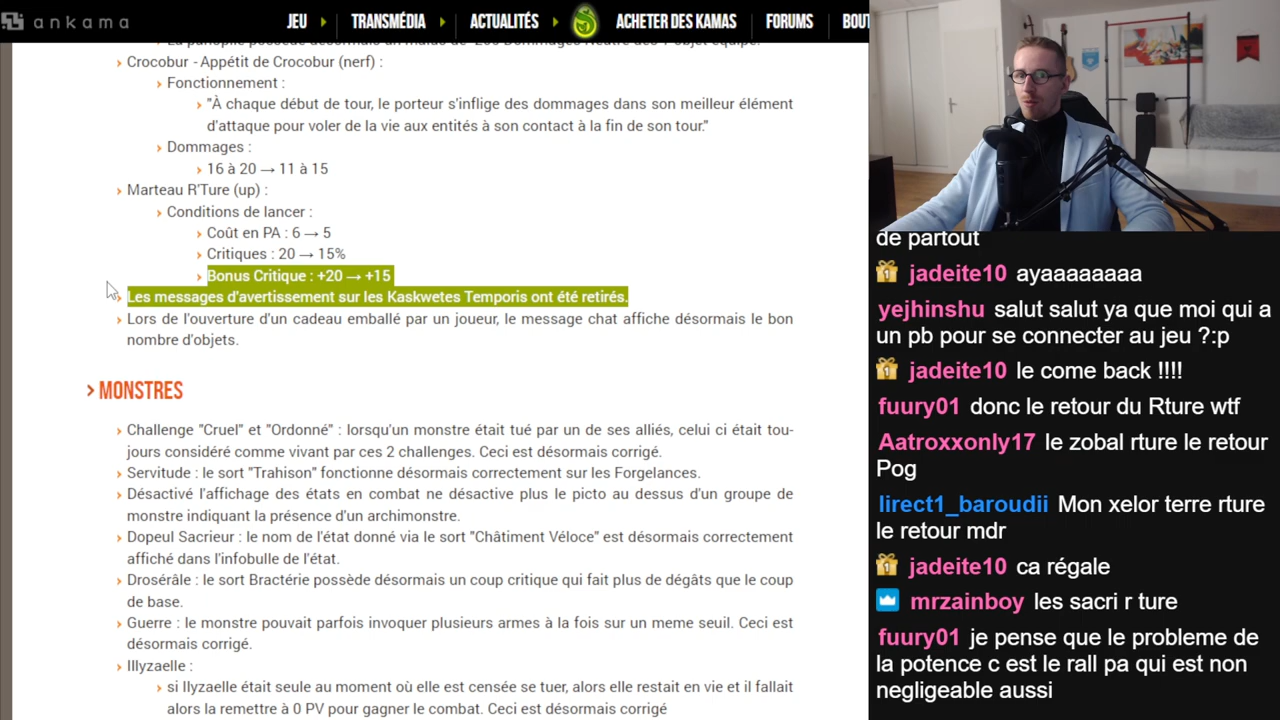 ankama
JEU
TRANSMÉDIA
ACTUALITÉS
ACHETER DES KAMAS
FORUMS
BOUT
Crocobur - Appétit de Crocobur (nerf) :
Fonctionnement :
"À chaque début de tour, le porteur s'inflige des dommages dans son meilleur élément
d'attaque pour voler de la vie aux entités à son contact à la fin de son tour."
Dommages :
16 à 20 → 11 à 15
Marteau R'Ture (up) :
Conditions de lancer :
Coût en PA : 6 → 5
Critiques : 20 → 15%
Bonus Critique : +20 → +15
Les messages d'avertissement sur les Kaskwetes Temporis ont été retirés.
Lors de l'ouverture d'un cadeau emballé par un joueur, le message chat affiche désormais le bon
nombre d'objets.
> MONSTRES
Challenge "Cruel" et "Ordonné" : lorsqu'un monstre était tué par un de ses alliés, celui ci était tou-
jours considéré comme vivant par ces 2 challenges. Ceci est désormais corrigé.
Servitude : le sort "Trahison" fonctionne désormais correctement sur les Forgelances.
Désactivé l'affichage des états en combat ne désactive plus le picto au dessus d'un groupe de
monstre indiquant la présence d'un archimonstre.
Dopeul Sacrieur : le nom de l'état donné via le sort "Châtiment Véloce" est désormais correctement
affiché dans l'infobulle de l'état.
Drosérâle : le sort Bractérie possède désormais un coup critique qui fait plus de dégâts que le coup
de base.
Guerre : le monstre pouvait parfois invoquer plusieurs armes à la fois sur un meme seuil. Ceci est
désormais corrigé.
Illyzaelle :
si Ilyzaelle était seule au moment où elle est censée se tuer, alors elle restait en vie et il fallait
alors la remettre à 0 PV pour gagner le combat. Ceci est désormais corrigé
de partout
jadeite10 ayaaaaaaaa
yejhinshu salut salut ya que moi qui a
un pb pour se connecter au jeu ?:p
jadeite10 le come back !!!!
fuury01 donc le retour du Rture wtf
Aatroxxonly17 le zobal rture le retour
Pog
lirect1_baroudii Mon xelor terre rture
le retour mdr
jadeite10 ca régale
mrzainboy les sacri r ture
fuury01 je pense que le probleme de
la potence c est le rall pa qui est non
negligeable aussi